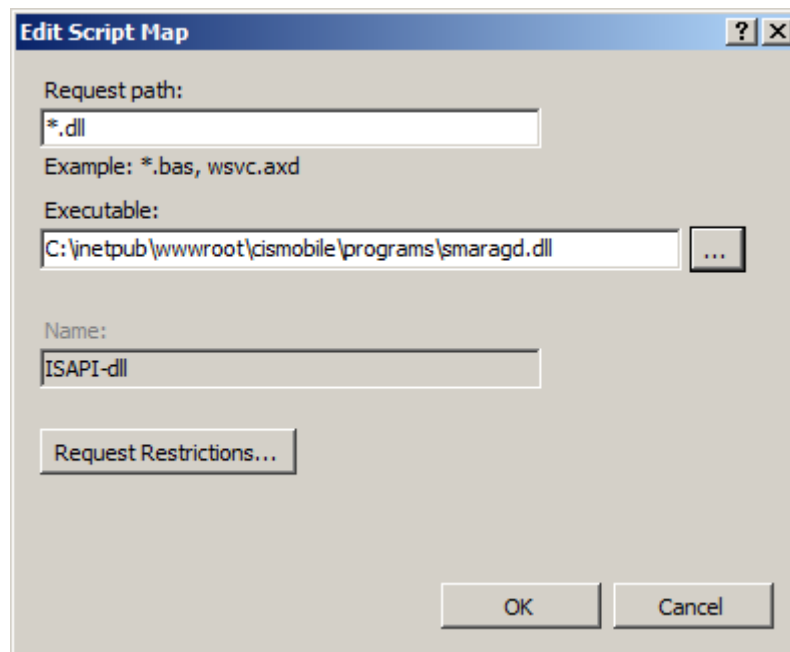 Edit Script Map
Request path:
*.dll
Example: *.bas, wsvc.axd
Executable:
C:\inetpub\wwwroot\cismobile\programs\smaragd.dll
...
Name:
ISAPI-dll
Request Restrictions...
OK
Cancel